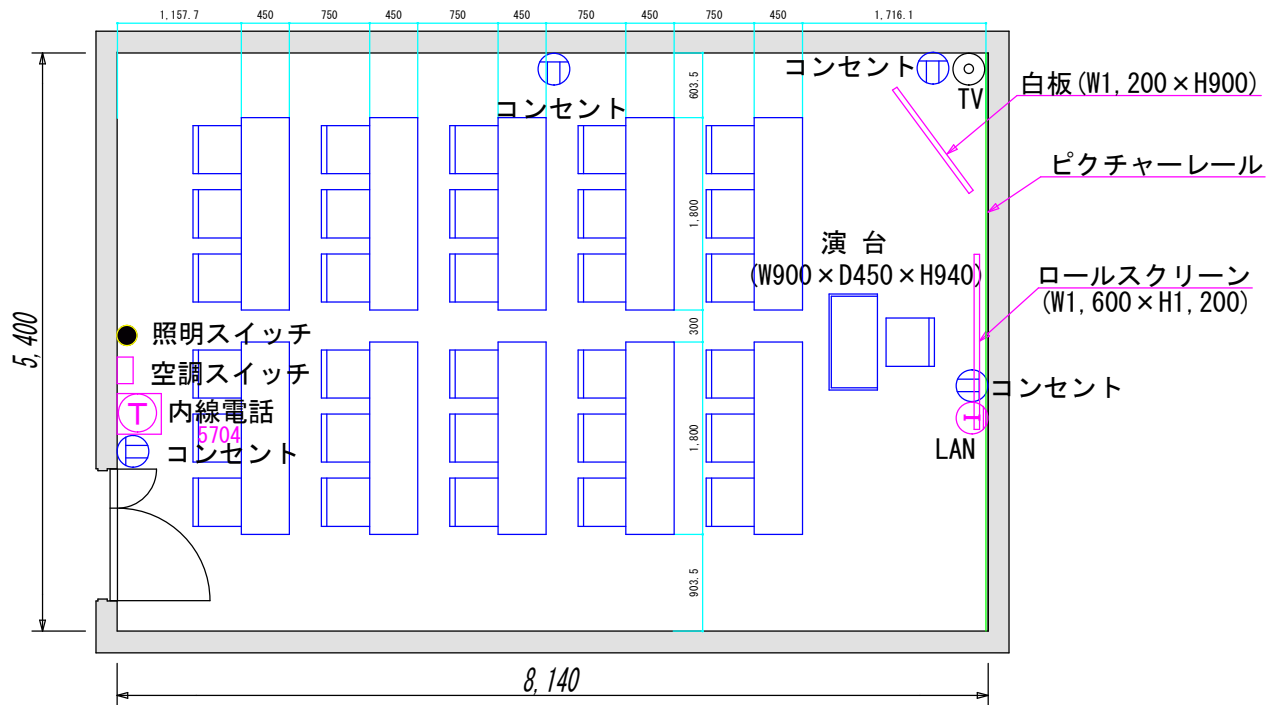 1,157.7 450 750 450 750 450 750 450 750 450 1,716.1
コンセント
コンセント
TV
白板(W1,200×H900)
ピクチャーレール
603.5
1,800
演 台
(W900×D450×H940)
ロールスクリーン
(W1,600×H1,200)
300
5,400
照明スイッチ
空調スイッチ
T
内線電話
5704
コンセント
コンセント
LAN
1,800
903.5
8,140